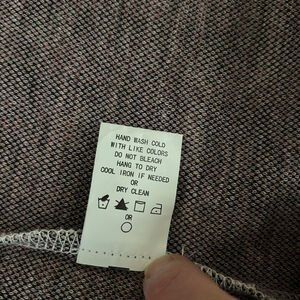 HAND WASH COLD
WITH LIKE COLORS
DO NOT BLEACH
HANG TO DRY
COOL IRON IF NEEDED
OR
DRY CLEAN
OR